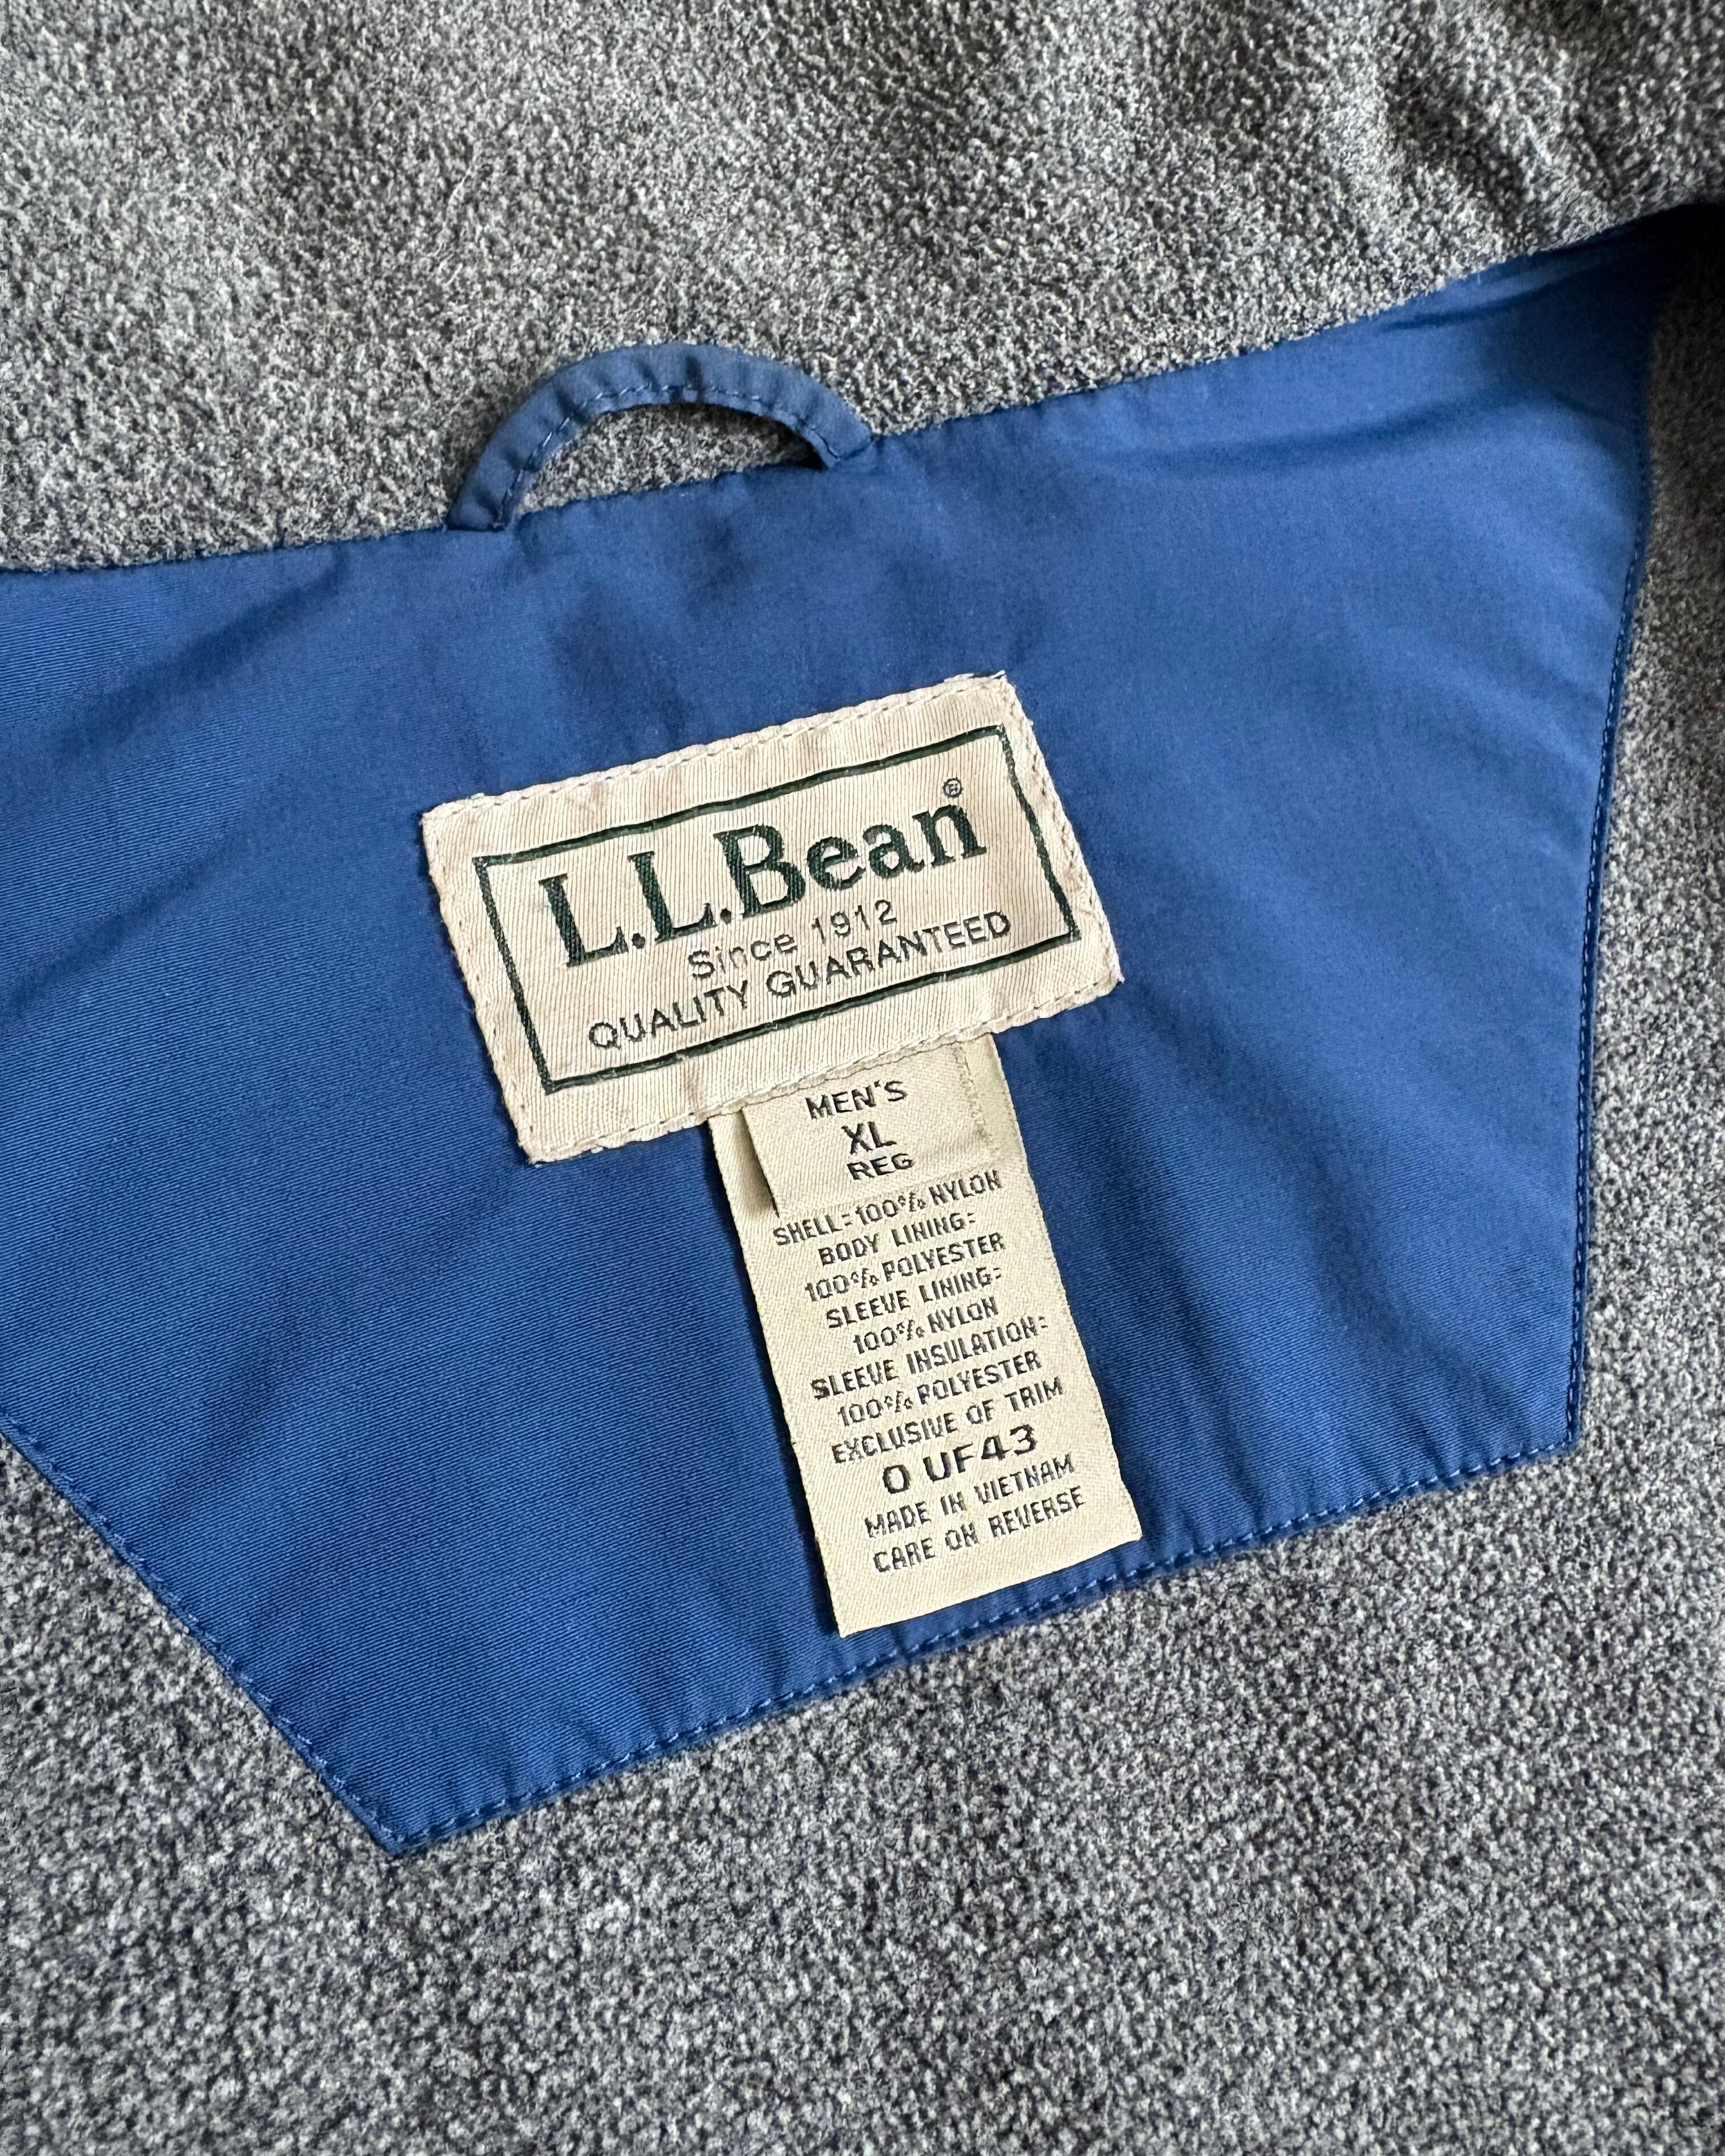 L.L.Bean®
Since 1912
QUALITY GUARANTEED
MEN'S
XL
REG
SHELL=100% NYLON
BODY LINING=
100% POLYESTER
SLEEVE LINING=
100% NYLON
SLEEVE INSULATION=
100% POLYESTER
EXCLUSIVE OF TRIM
0 UF43
MADE IN VIETNAM
CARE ON REVERSE